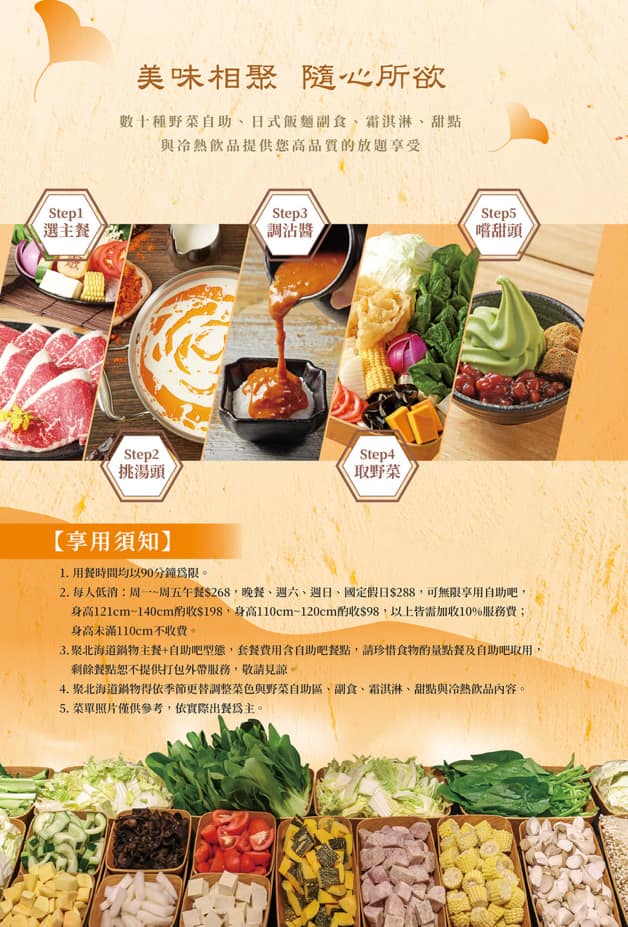 美味相聚 隨心所欲
數十種野菜自助、日式飯麵副食、霜淇淋、甜點
與冷熱飲品提供您高品質的放題享受
Step1
選主餐
Step3
調沾醬
Step5
嚐甜頭
Step2
挑湯頭
Step4
取野菜
【享用須知】
1. 用餐時間均以90分鐘為限。
2. 每人低消：周一~周五午餐$268，晚餐、週六、週日、國定假日$288，可無限享用自助吧，
身高121cm~140cm酌收$198，身高110cm~120cm酌收$98，以上皆需加收10%服務費；
身高未滿110cm不收費。
3. 聚北海道鍋物主餐+自助吧型態，套餐費用含自助吧餐點，請珍惜食物酌量點餐及自助吧取用，
剩餘餐點恕不提供打包外帶服務，敬請見諒。
4. 聚北海道鍋物得依季節更替調整菜色與野菜自助區、副食、霜淇淋、甜點與冷熱飲品內容。
5. 菜單照片僅供參考，依實際出餐為主。